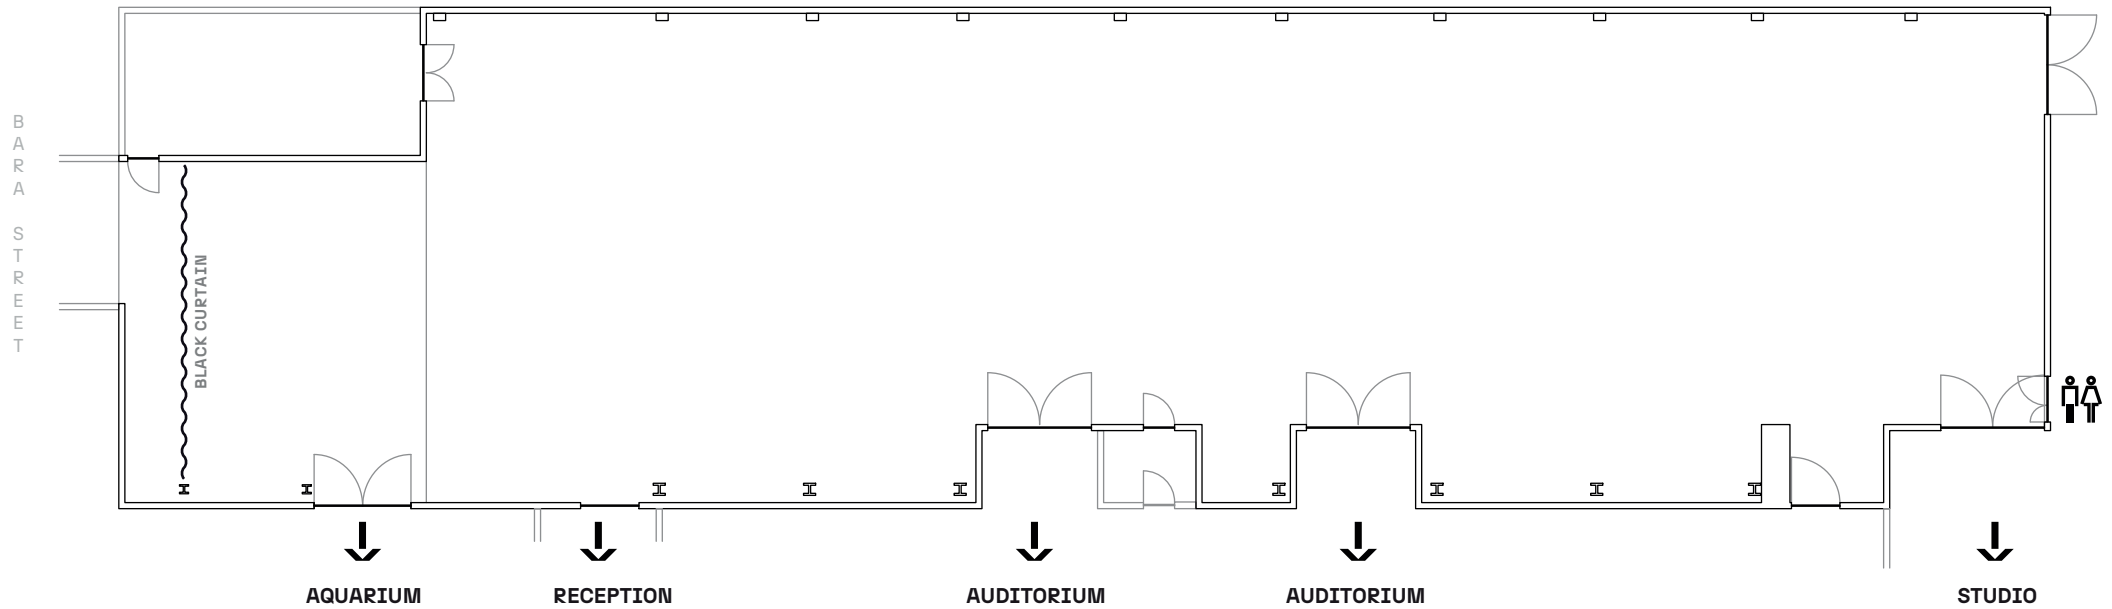 BARA STREET
BLACK CURTAIN
AQUARIUM
RECEPTION
AUDITORIUM
AUDITORIUM
STUDIO